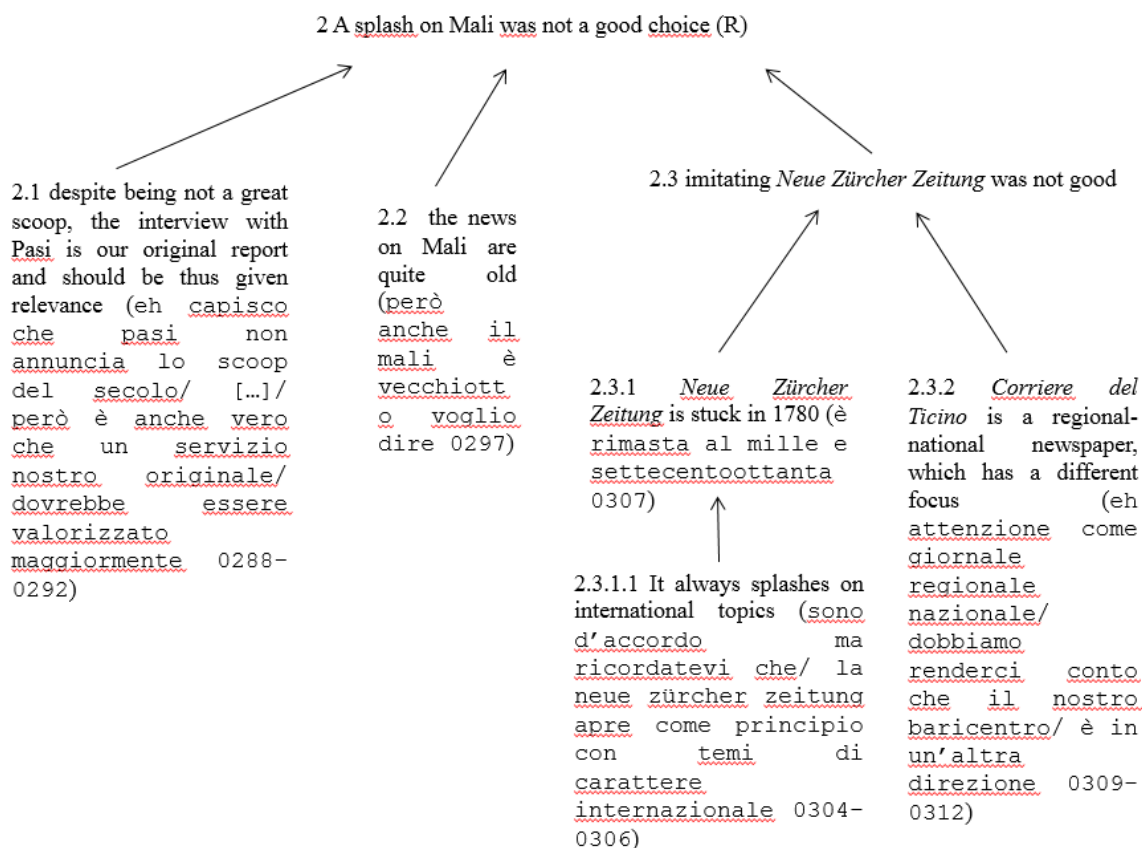 2 A splash on Mali was not a good choice (R)
2.1 despite being not a great
scoop, the interview with
Pasi is our original report
and should be thus given
relevance (eh capisco
che pasi non
annuncia lo scoop
del secolo/ […]/
però è anche vero
che un servizio
nostro originale/
dovrebbe essere
valorizzato
maggiormente 0288-
0292)
2.2 the news
on Mali are
quite old
(però
anche il
mali è
vecchiott
o voglio
dire 0297)
2.3 imitating Neue Zürcher Zeitung was not good
2.3.1 Neue Zürcher
Zeitung is stuck in 1780 (è
rimasta al mille e
settecentoottanta
0307)
2.3.1.1 It always splashes on
international topics (sono
d’accordo ma
ricordatevi che/ la
neue zürcher zeitung
apre come principio
con temi di
carattere
internazionale 0304-
0306)
2.3.2 Corriere del
Ticino is a regional-
national newspaper,
which has a different
focus (eh
attenzione come
giornale
regionale
nazionale/
dobbiamo
renderci conto
che il nostro
baricentro/ è in
un’altra
direzione 0309-
0312)